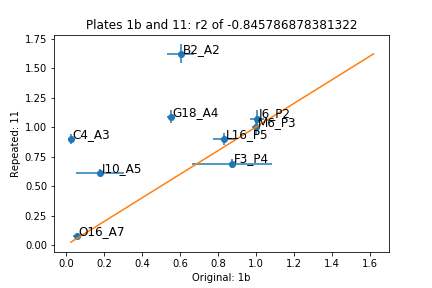 Plates 1b and 11: r2 of -0.845786878381322
Repeated: 11
1.75
1.50
1.25
1.00
0.75
0.50
0.25
0.00
B2_A2
G18_A4
J6_P2
M6_P3
C4_A3
L16_P5
F3_P4
J10_A5
O16_A7
0.0 0.2 0.4 0.6 0.8 1.0 1.2 1.4 1.6
Original: 1b